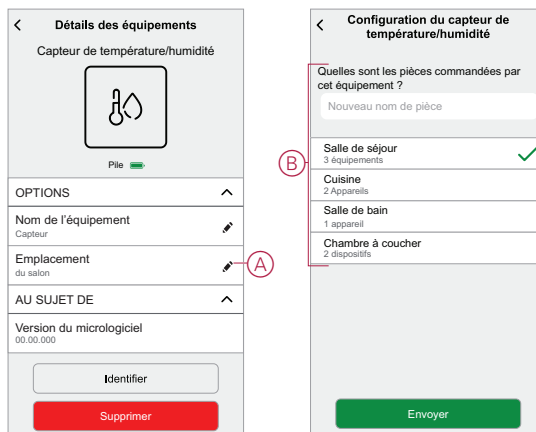 Détails des équipements
Capteur de température/humidité
Pile
OPTIONS
Nom de l'équipement
Capteur
Emplacement
du salon
A
AU SUJET DE
Version du micrologiciel
00.00.000
Identifier
Supprimer
Configuration du capteur de
température/humidité
Quelles sont les pièces commandées par
cet équipement ?
Nouveau nom de pièce
B
Salle de séjour
3 équipements
Cuisine
2 Appareils
Salle de bain
1 appareil
Chambre à coucher
2 dispositifs
Envoyer